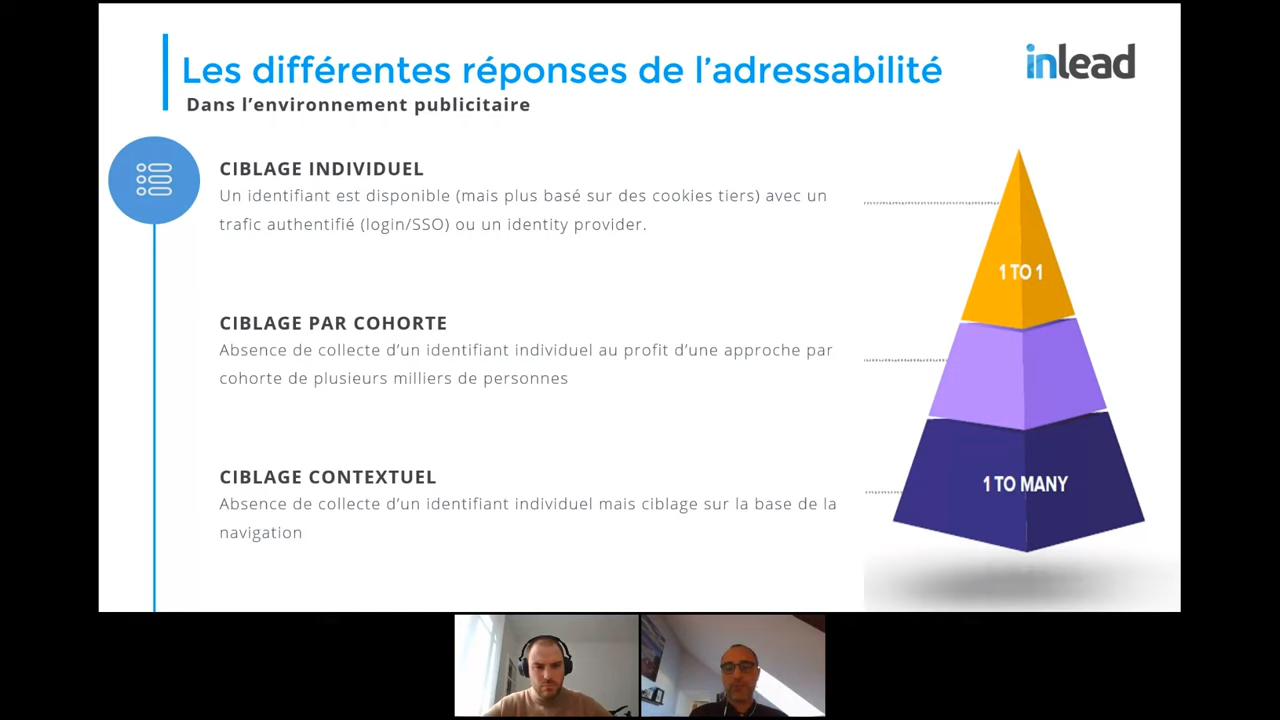 Les différentes réponses de l’adressabilité
Dans l’environnement publicitaire
inlead
CIBLAGE INDIVIDUEL
Un identifiant est disponible (mais plus basé sur des cookies tiers) avec un
trafic authentifié (login/SSO) ou un identity provider.
1 TO 1
CIBLAGE PAR COHORTE
Absence de collecte d’un identifiant individuel au profit d’une approche par
cohorte de plusieurs milliers de personnes
CIBLAGE CONTEXTUEL
Absence de collecte d’un identifiant individuel mais ciblage sur la base de la
navigation
1 TO MANY